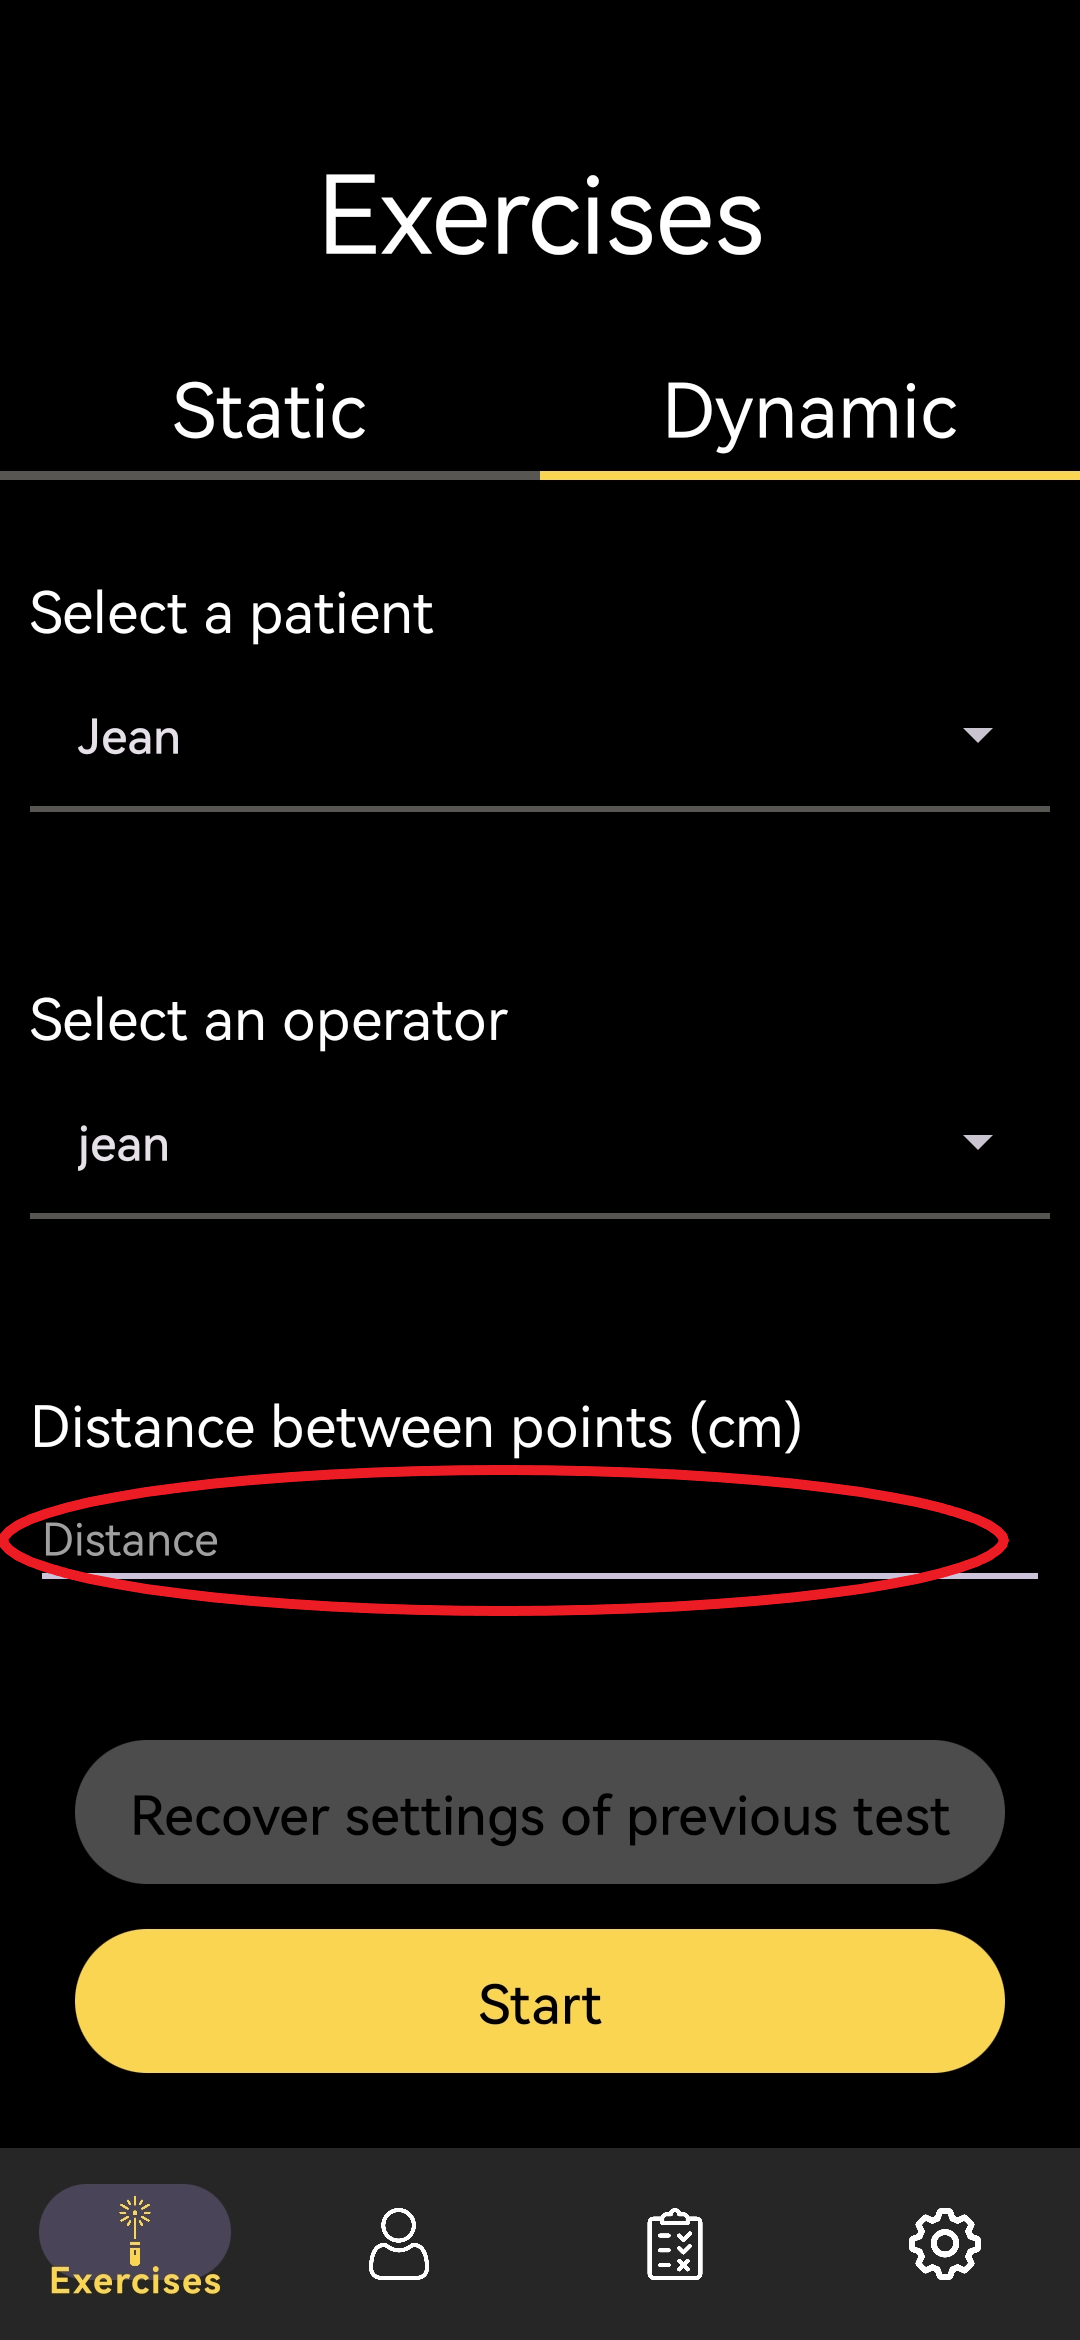 Exercises
Static
Dynamic
Select a patient
Jean
Select an operator
jean
Distance between points (cm)
Distance
Recover settings of previous test
Start
Exercises